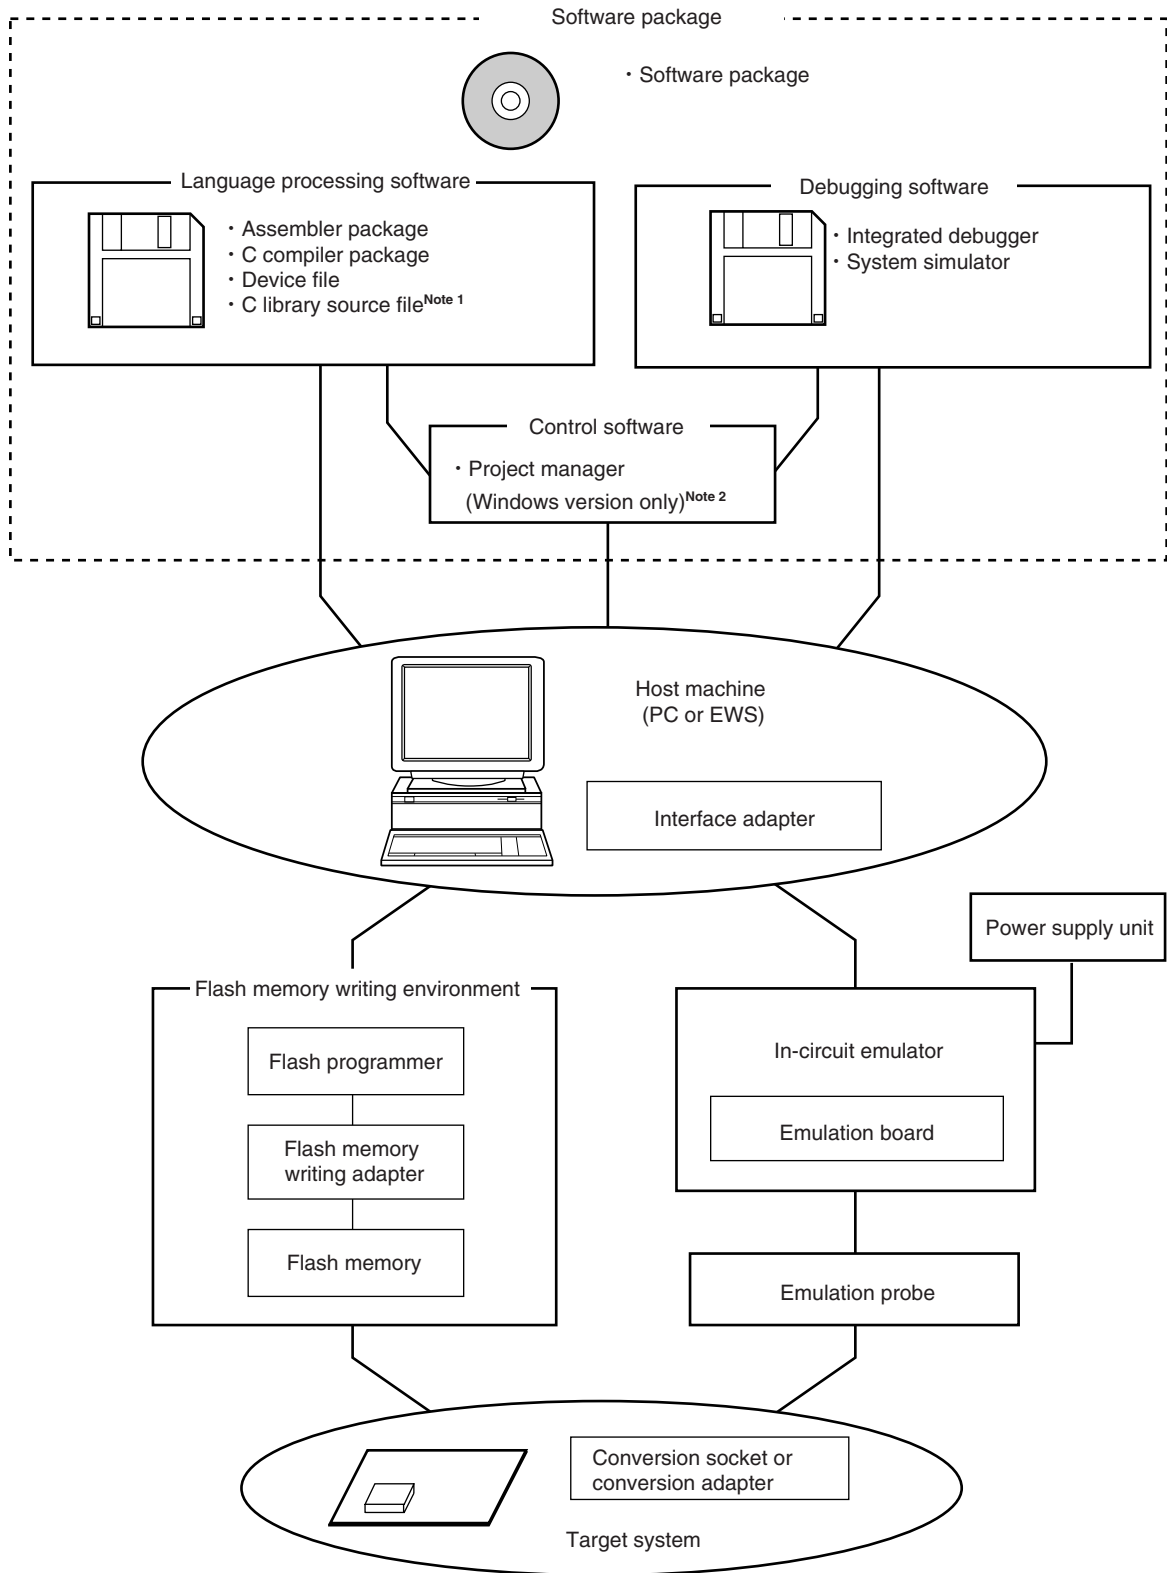 Software package
・Software package
Language processing software
・Assembler package
・C compiler package
・Device file
・C library source fileNote 1
Debugging software
・Integrated debugger
・System simulator
Control software
・Project manager
(Windows version only)Note 2
Host machine
(PC or EWS)
Interface adapter
Power supply unit
Flash memory writing environment
Flash programmer
Flash memory
writing adapter
Flash memory
In-circuit emulator
Emulation board
Emulation probe
Conversion socket or
conversion adapter
Target system